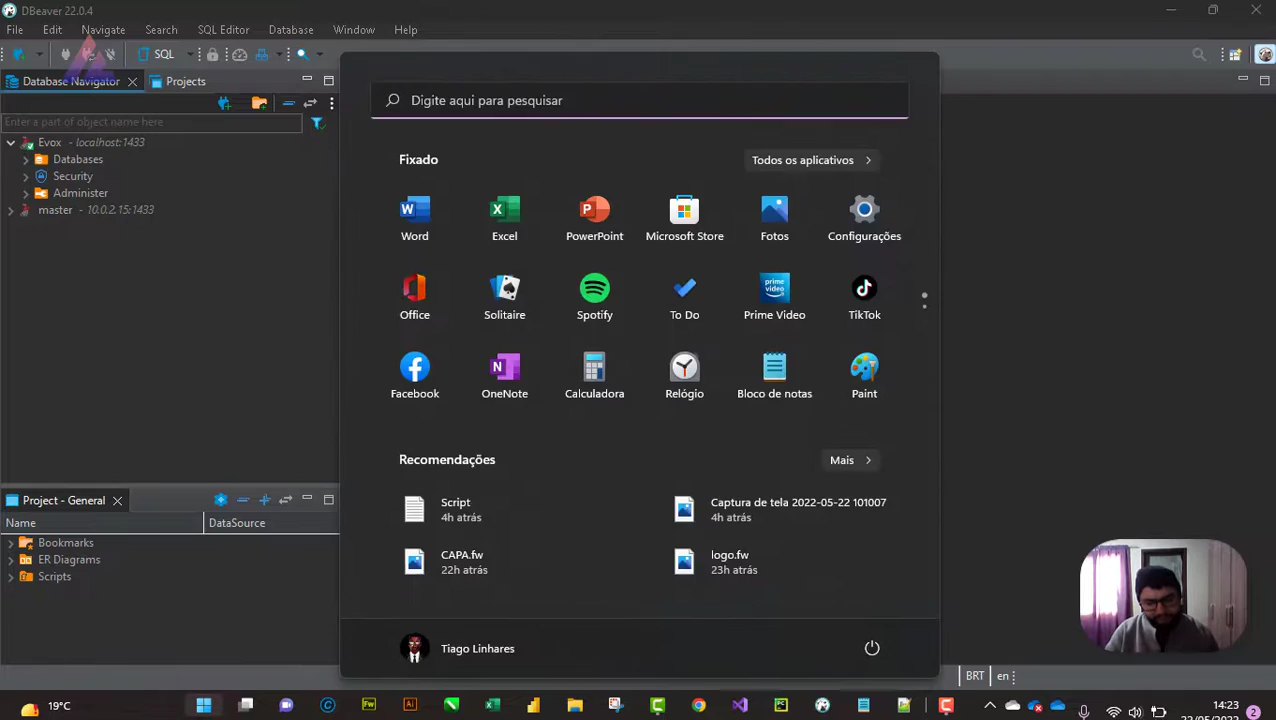 DBeaver 22.0.4
File Edit Navigate Search SQL Editor Database Window Help
SQL
Database Navigator Projects
Enter a part of object name here
Evox - localhost:1433
Databases
Security
Administer
master - 10.0.2.15:1433
Project - General
Name DataSource
Bookmarks
ER Diagrams
Scripts
Digite aqui para pesquisar
Fixado Todos os aplicativos
Word Excel PowerPoint Microsoft Store Fotos Configurações
Office Solitaire Spotify To Do Prime Video TikTok
Facebook OneNote Calculadora Relógio Bloco de notas Paint
Recomendações Mais
Script Captura de tela 2022-05-22 101007
4h atrás 4h atrás
CAPA.fw logo.fw
22h atrás 23h atrás
Tiago Linhares
BRT en
19°C
14:23
2